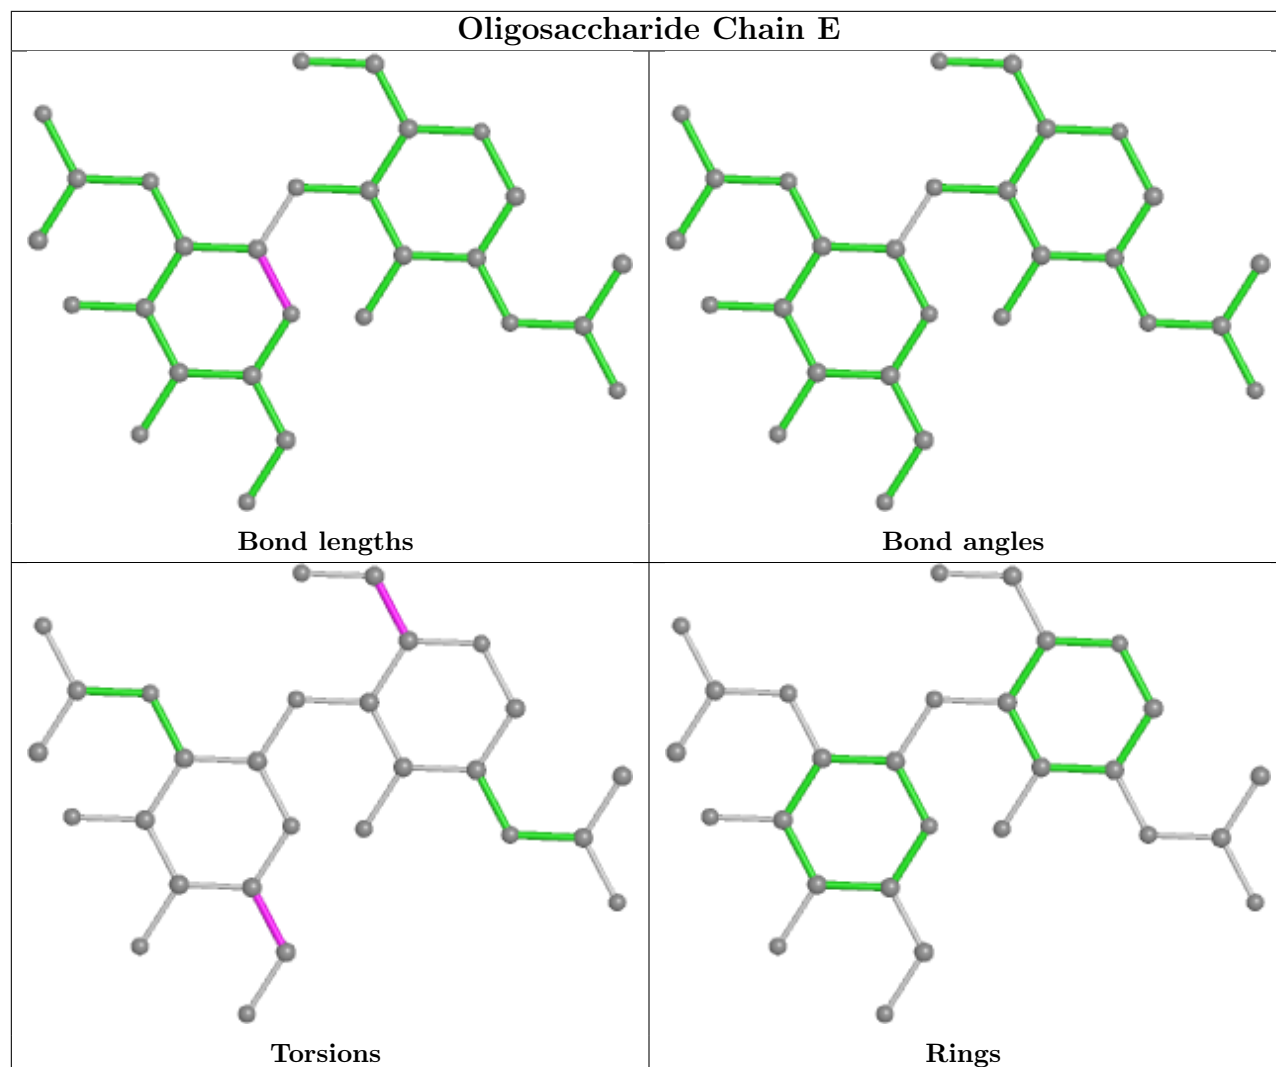 Oligosaccharide Chain E
Bond lengths
Bond angles
Torsions
Rings